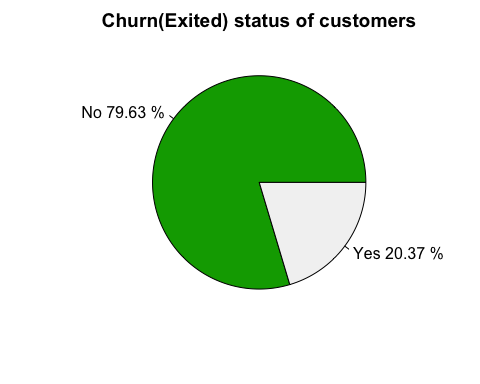 Churn(Exited) status of customers
No 79.63 %
Yes 20.37 %